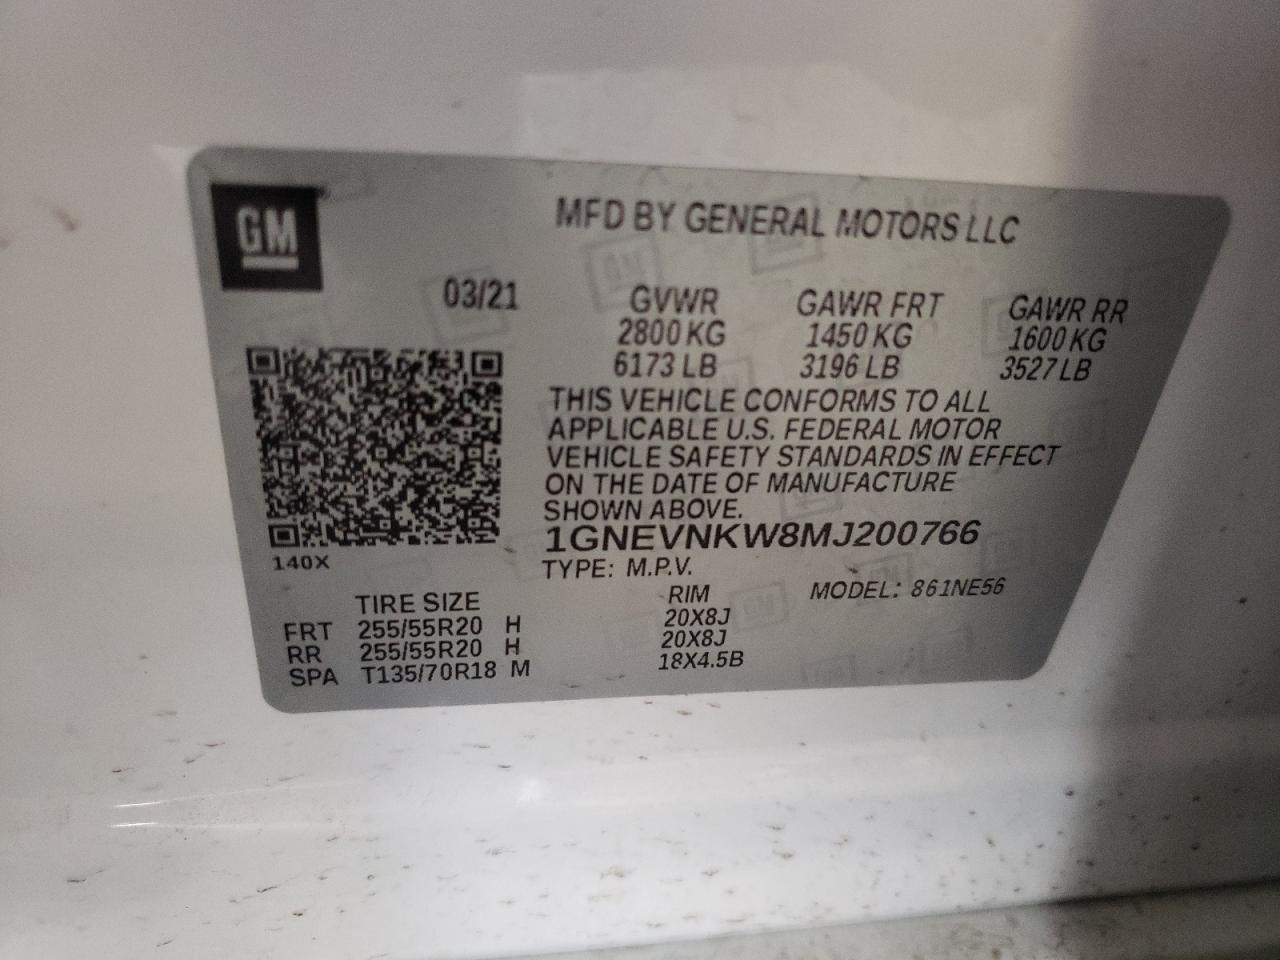 GM
MFD BY GENERAL MOTORS LLC
03/21 GVWR GAWR FRT GAWR RR
2800 KG 1450 KG 1600 KG
6173 LB 3196 LB 3527 LB
THIS VEHICLE CONFORMS TO ALL
APPLICABLE U.S. FEDERAL MOTOR
VEHICLE SAFETY STANDARDS IN EFFECT
ON THE DATE OF MANUFACTURE
SHOWN ABOVE.
1GNEVNKW8MJ200766
140X
TYPE: M.P.V. MODEL: 861NE56
TIRE SIZE RIM
FRT 255/55R20 H 20X8J
RR 255/55R20 H 20X8J
SPA T135/70R18 M 18X4.5B